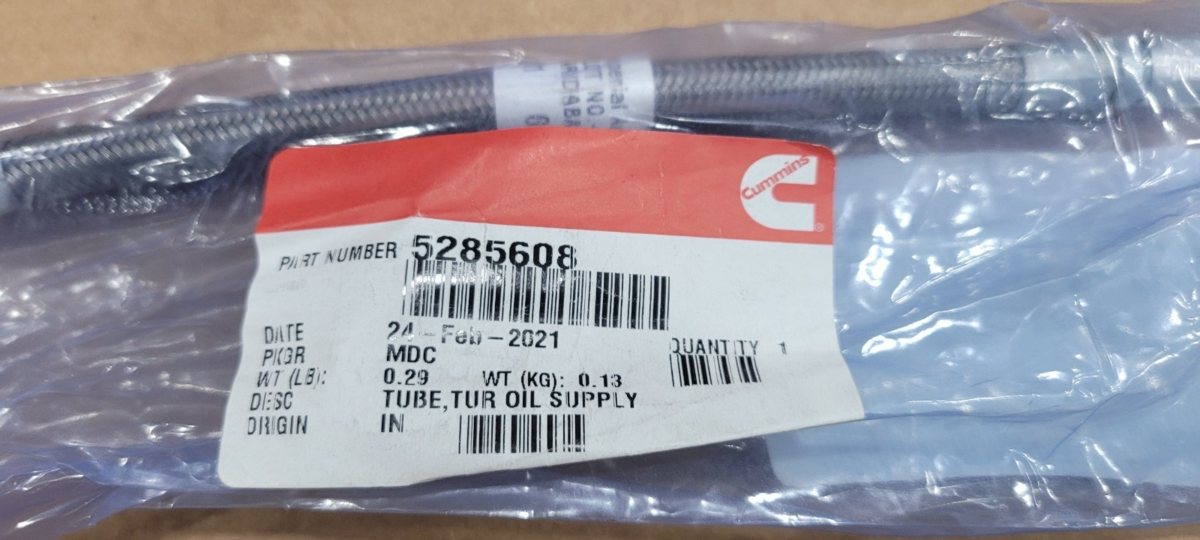 Cummins
PART NUMBER 5285608
DATE 24-Feb-2021
QUANTITY 1
PKGR MDC
WT (LB): 0.29 WT (KG): 0.13
DESC TUBE,TUR OIL SUPPLY
ORIGIN IN